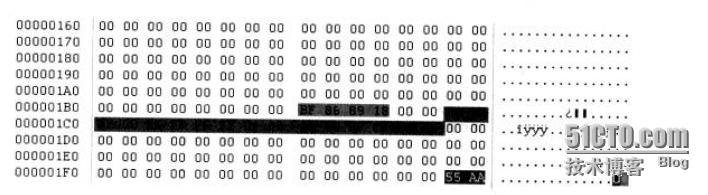 00000160 00 00 00 00 00 00 00 00 00 00 00 00 00 00 00 00 ................
00000170 00 00 00 00 00 00 00 00 00 00 00 00 00 00 00 00 ................
00000180 00 00 00 00 00 00 00 00 00 00 00 00 00 00 00 00 ................
00000190 00 00 00 00 00 00 00 00 00 00 00 00 00 00 00 00 ................
000001A0 00 00 00 00 00 00 00 00 00 00 00 00 00 00 00 00 ................
000001B0 00 00 00 00 00 00 00 00 BF 86 89 18 00 00
000001C0 00 00
000001D0 00 00 00 00 00 00 00 00 00 00 00 00 00 00 00 00
000001E0 00 00 00 00 00 00 00 00 00 00 00 00 00 00 00 00
000001F0 00 00 00 00 00 00 00 00 00 00 00 00 00 00 55 AA
51CTO.com
技术博客 Blog